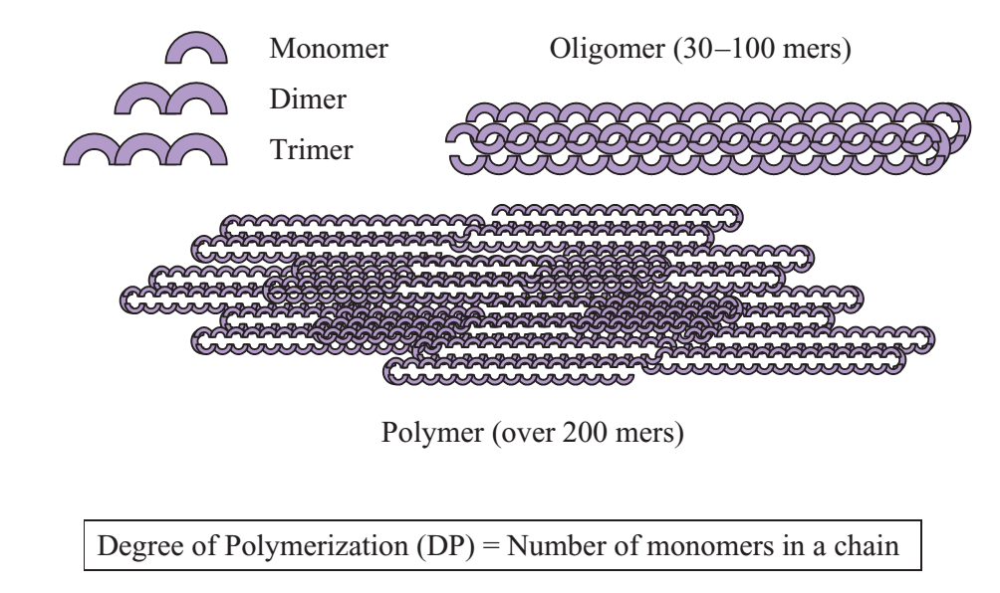 Monomer
Oligomer (30–100 mers)
Dimer
Trimer
Polymer (over 200 mers)
Degree of Polymerization (DP) = Number of monomers in a chain